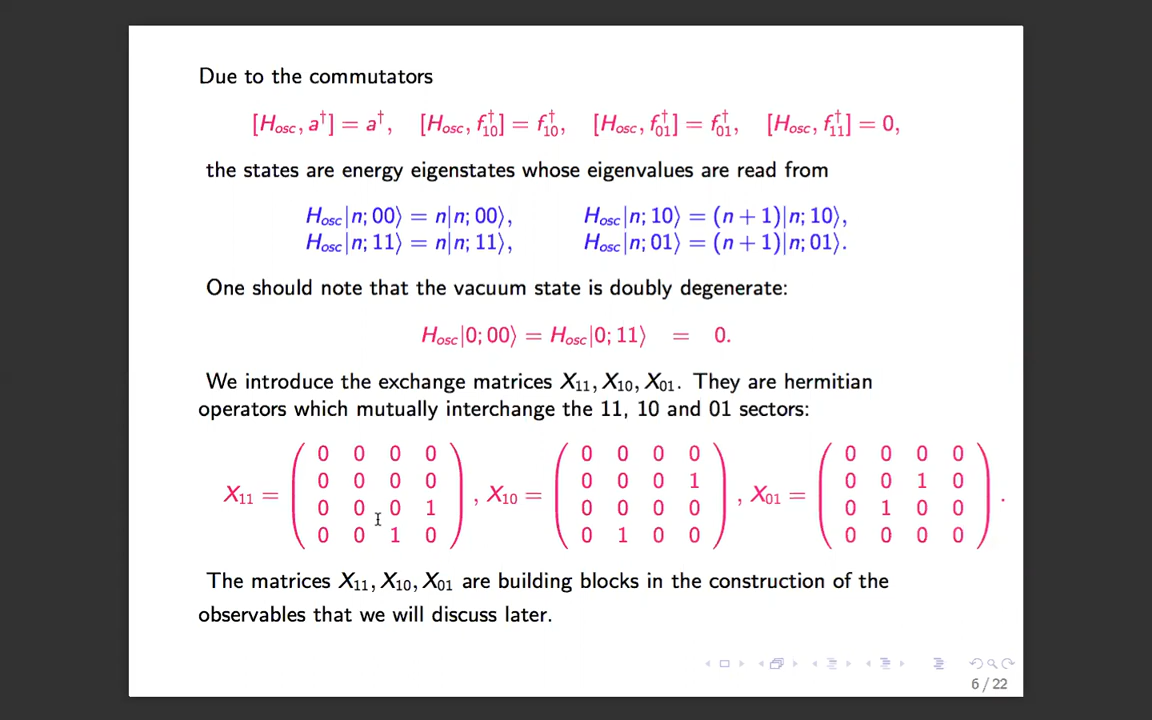 Due to the commutators
[H_osc, a†] = a†, [H_osc, f†_10] = f†_10, [H_osc, f†_01] = f†_01, [H_osc, f†_11] = 0,
the states are energy eigenstates whose eigenvalues are read from
H_osc|n; 00⟩ = n|n; 00⟩, H_osc|n; 10⟩ = (n + 1)|n; 10⟩,
H_osc|n; 11⟩ = n|n; 11⟩, H_osc|n; 01⟩ = (n + 1)|n; 01⟩.
One should note that the vacuum state is doubly degenerate:
H_osc|0; 00⟩ = H_osc|0; 11⟩ = 0.
We introduce the exchange matrices X_11, X_10, X_01. They are hermitian
operators which mutually interchange the 11, 10 and 01 sectors:
0 0 0 0 0 0 0 0 0 0 0 0
0 0 0 0 0 0 0 1 0 0 1 0
X_11 = ( ) , X_10 = ( ) , X_01 = ( ) .
0 0 0 1 0 0 0 0 0 1 0 0
0 0 1 0 0 1 0 0 0 0 0 0
The matrices X_11, X_10, X_01 are building blocks in the construction of the
observables that we will discuss later.
6 / 22